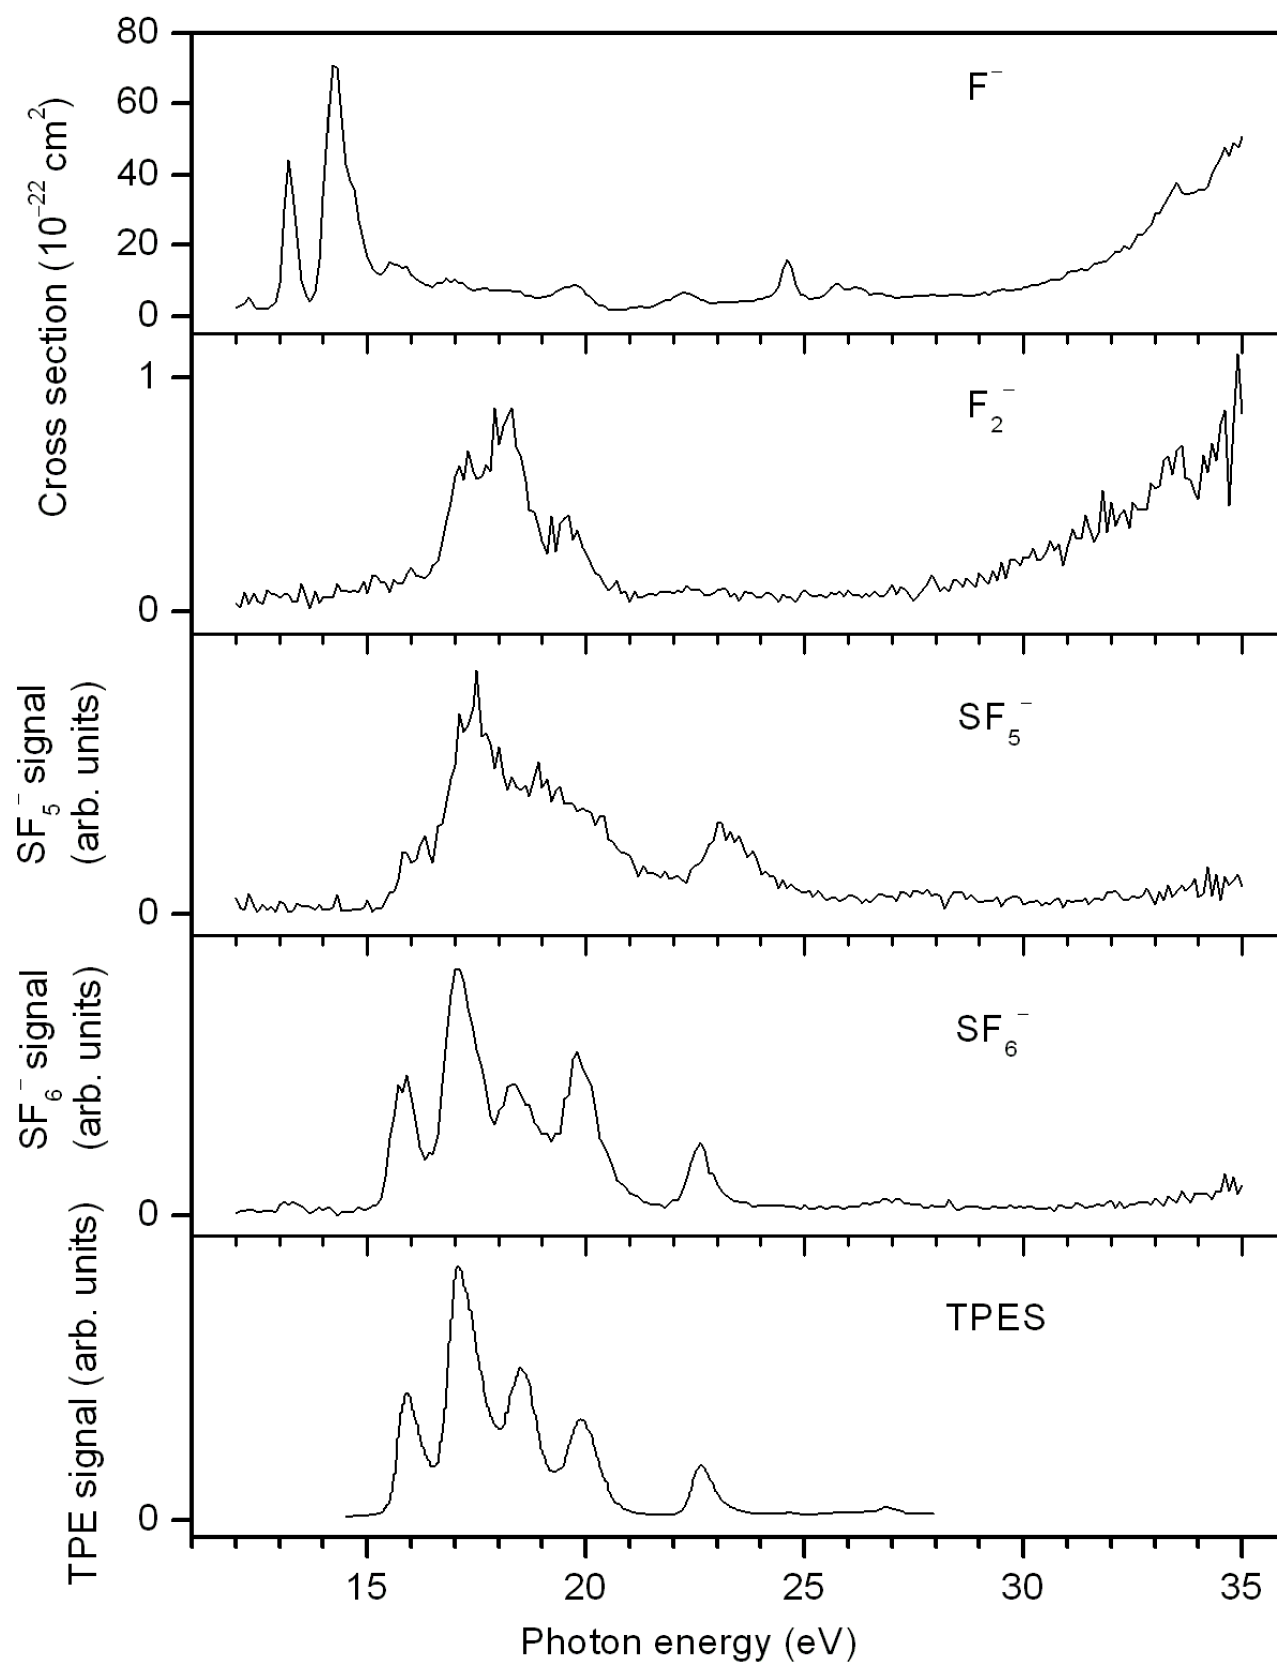 80
60
40
20
0
F⁻
Cross section (10⁻²² cm²)
1
0
F₂⁻
SF₅⁻ signal
(arb. units)
0
SF₅⁻
SF₆⁻ signal
(arb. units)
0
SF₆⁻
TPE signal (arb. units)
0
TPES
15 20 25 30 35
Photon energy (eV)